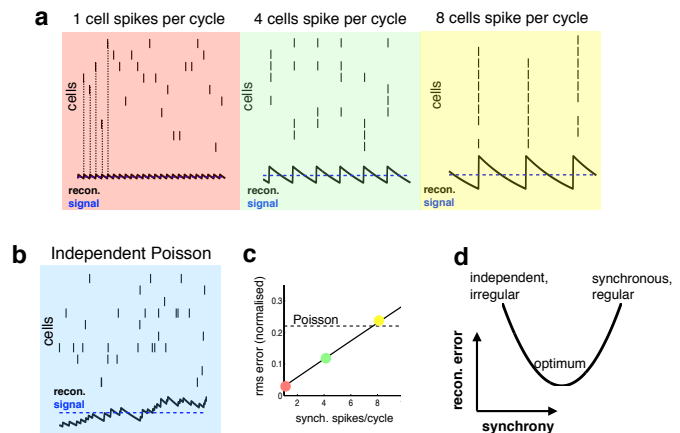 a
1 cell spikes per cycle
4 cells spike per cycle
8 cells spike per cycle
cells
cells
cells
recon.
signal
recon.
signal
recon.
signal
b
Independent Poisson
cells
recon.
signal
c
rms error (normalised)
0.3
0.2
0.1
0
Poisson
2
4
6
8
synch. spikes/cycle
d
independent,
irregular
synchronous,
regular
optimum
recon. error
synchrony